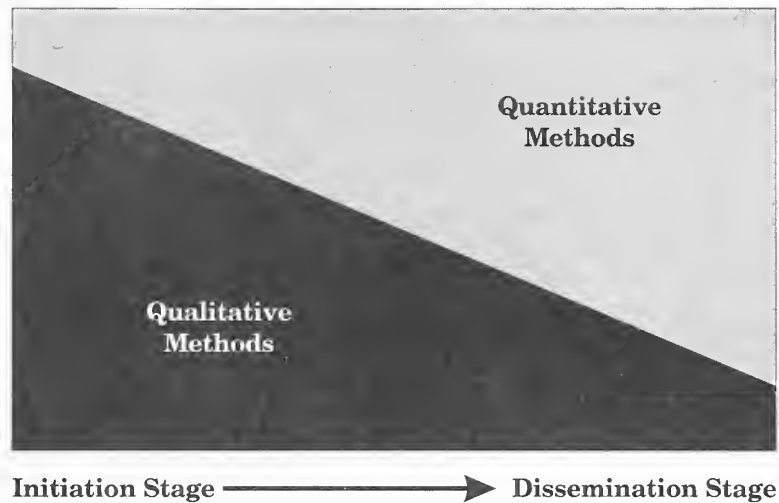 Quantitative
Methods
Qualitative
Methods
Initiation Stage
Dissemination Stage